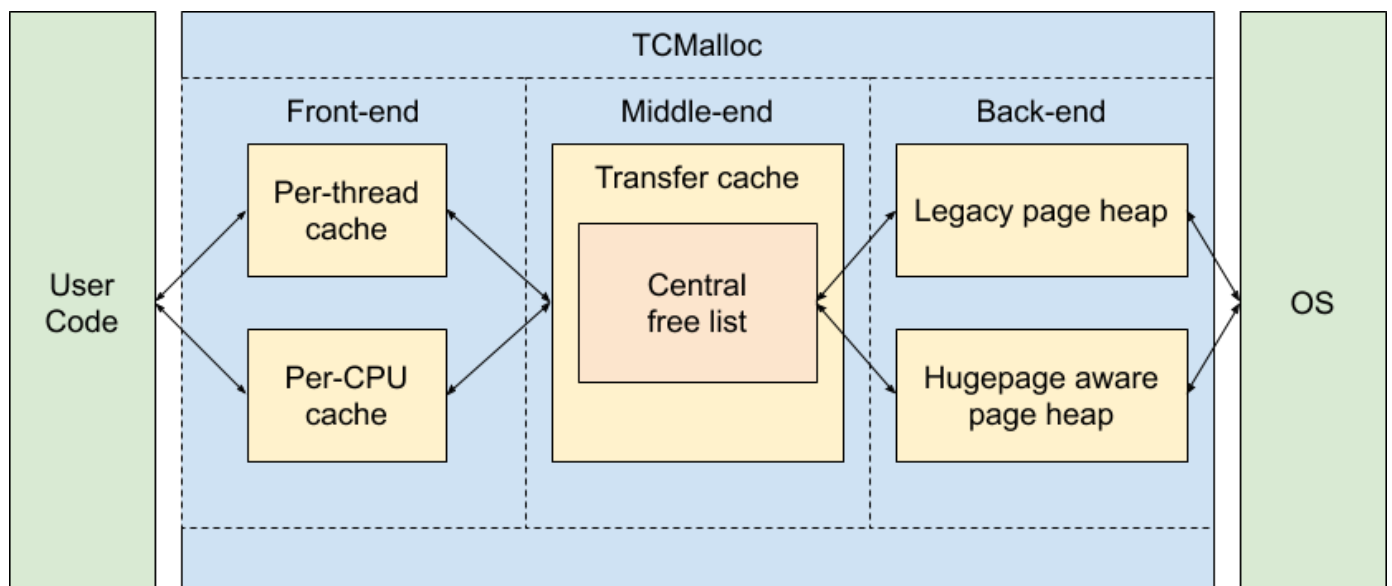 TCMalloc
Front-end
Middle-end
Back-end
User
Code
Per-thread
cache
Per-CPU
cache
Transfer cache
Central
free list
Legacy page heap
Hugepage aware
page heap
OS